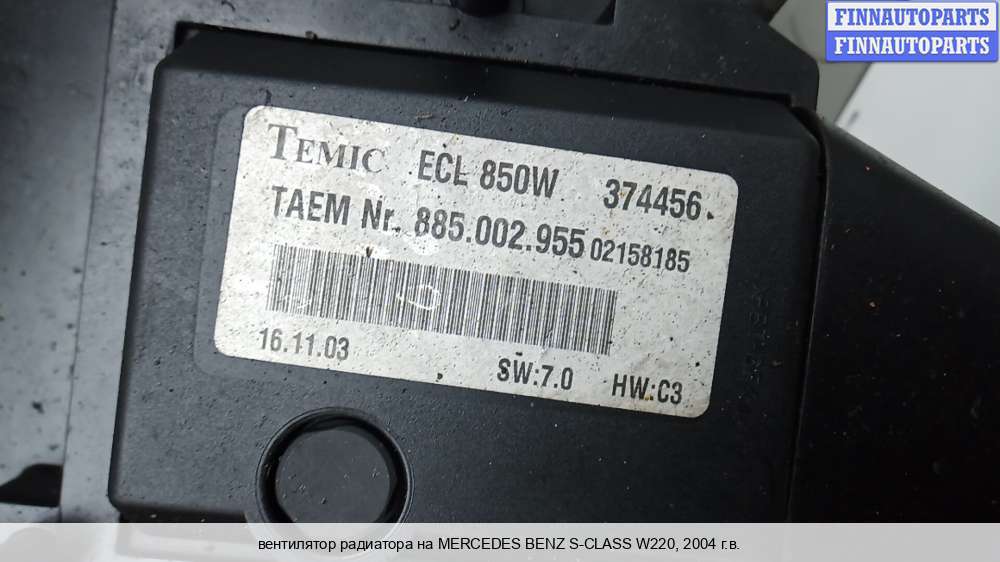 FINNAUTOPARTS
FINNAUTOPARTS
TEMIC ECL 850W 374456
TAEM Nr. 885.002.955 02158185
16.11.03 SW:7.0 HW:C3
вентилятор радиатора на MERCEDES BENZ S-CLASS W220, 2004 г.в.